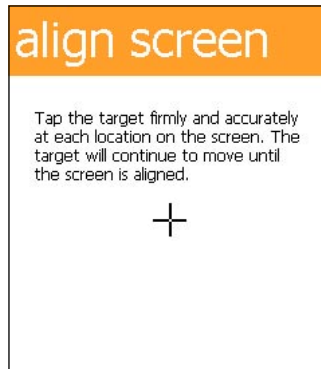 align screen
Tap the target firmly and accurately
at each location on the screen. The
target will continue to move until
the screen is aligned.